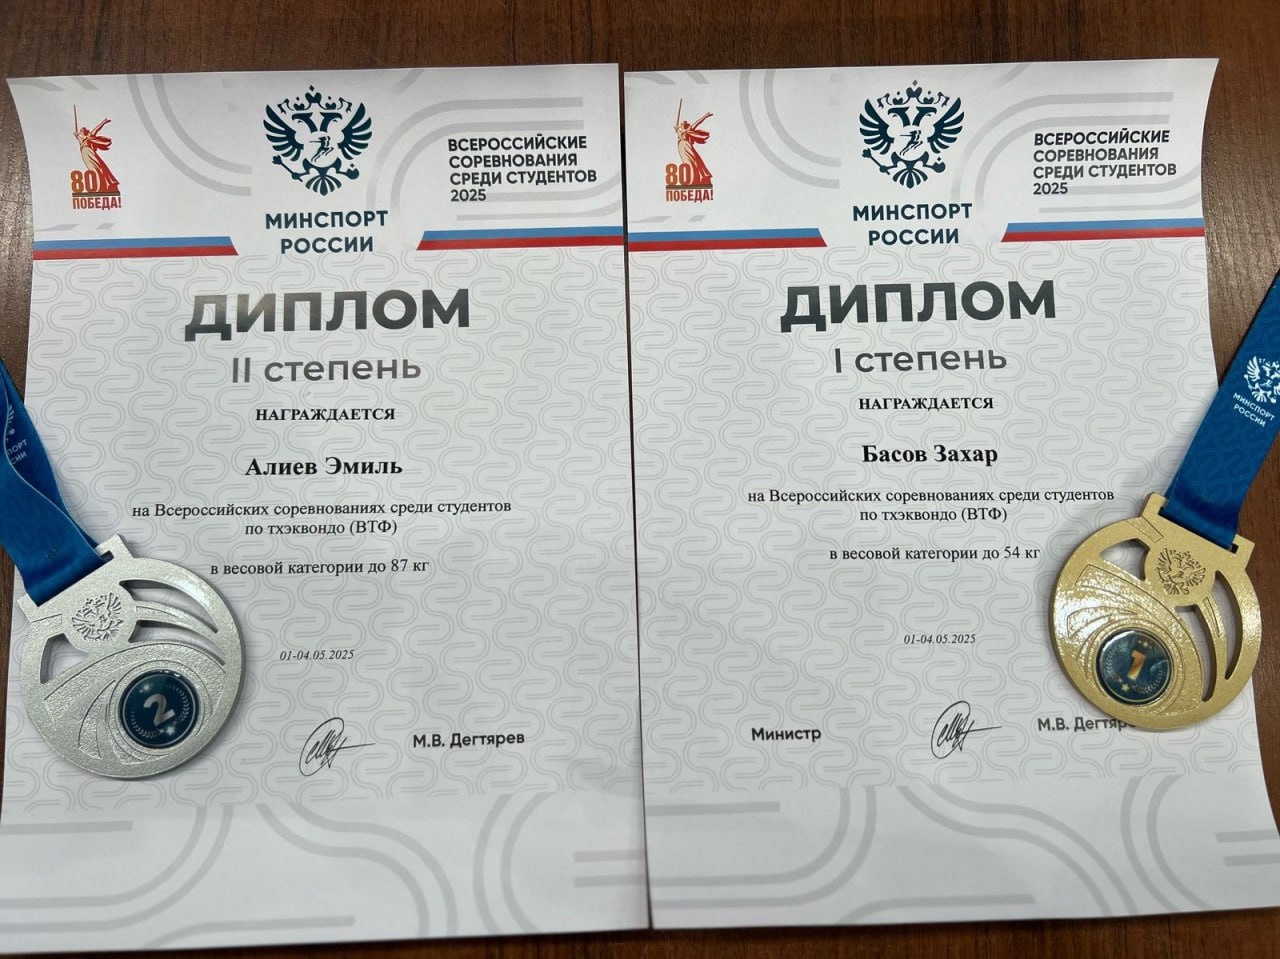 80
ПОБЕДА!
МИНСПОРТ
РОССИИ
ВСЕРОССИЙСКИЕ
СОРЕВНОВАНИЯ
СРЕДИ СТУДЕНТОВ
2025
ДИПЛОМ
II степень
НАГРАЖДАЕТСЯ
Алиев Эмиль
на Всероссийских соревнованиях среди студентов
по тхэквондо (ВТФ)
в весовой категории до 87 кг
01-04.05.2025
М.В. Дегтярев
2
80
ПОБЕДА!
МИНСПОРТ
РОССИИ
ВСЕРОССИЙСКИЕ
СОРЕВНОВАНИЯ
СРЕДИ СТУДЕНТОВ
2025
ДИПЛОМ
I степень
НАГРАЖДАЕТСЯ
Басов Захар
на Всероссийских соревнованиях среди студентов
по тхэквондо (ВТФ)
в весовой категории до 54 кг
01-04.05.2025
Министр
М.В.
МИНСПОРТ
РОССИИ
1